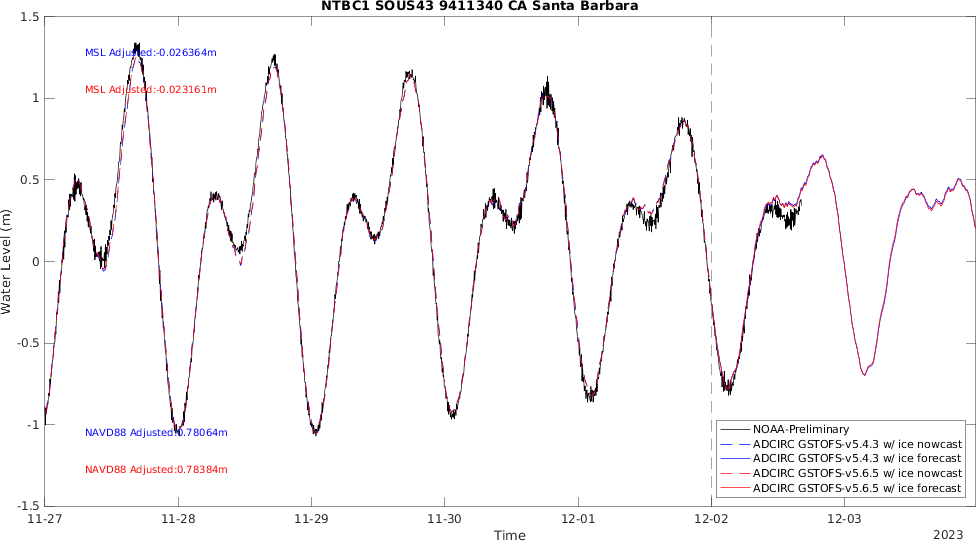 NTBC1 SOUS43 9411340 CA Santa Barbara
1.5
MSL Adjusted:-0.026364m
MSL Adjusted:-0.023161m
1
0.5
0
-0.5
-1
-1.5
Water Level (m)
NAVD88 Adjusted:0.78064m
NAVD88 Adjusted:0.78384m
NOAA-Preliminary
ADCIRC GSTOFS-v5.4.3 w/ ice nowcast
ADCIRC GSTOFS-v5.4.3 w/ ice forecast
ADCIRC GSTOFS-v5.6.5 w/ ice nowcast
ADCIRC GSTOFS-v5.6.5 w/ ice forecast
11-27 11-28 11-29 11-30 12-01 12-02 12-03
Time
2023